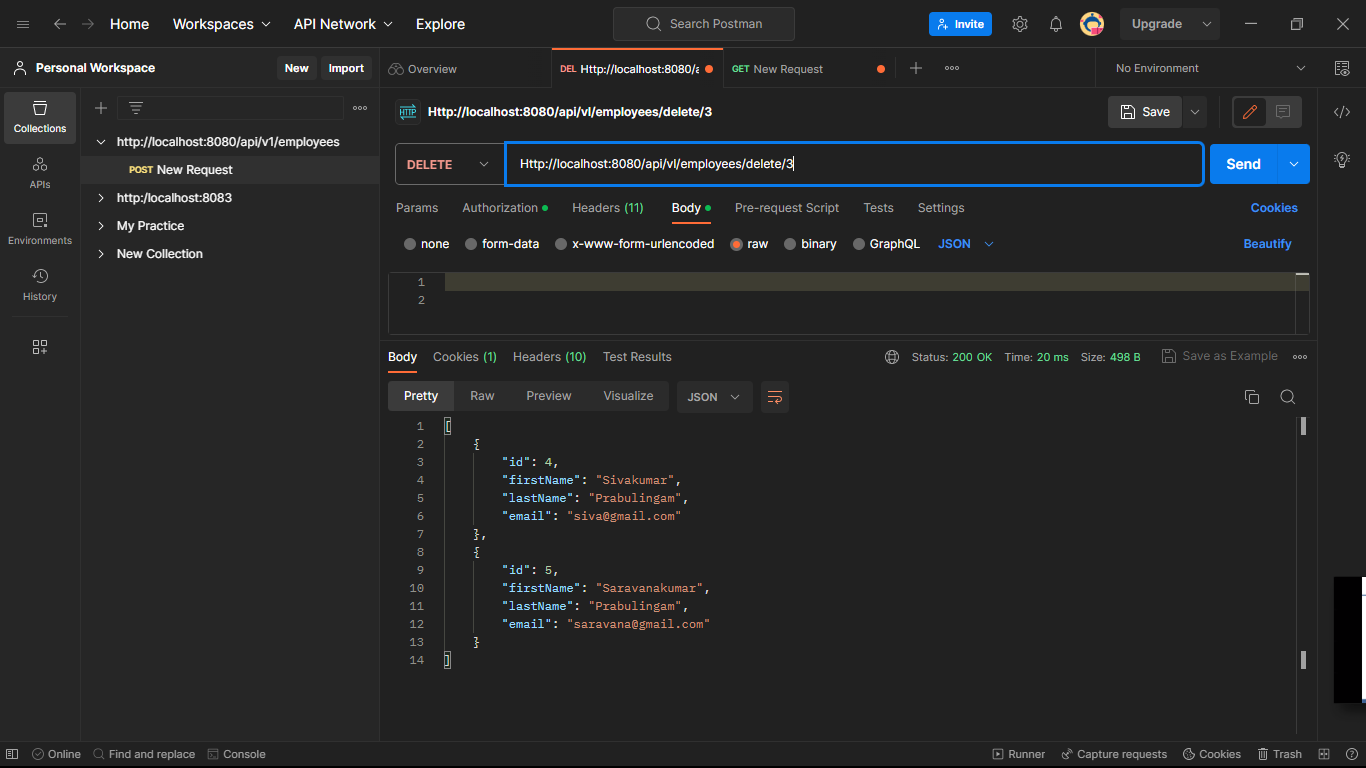 Home Workspaces API Network Explore Search Postman Invite Upgrade
Personal Workspace New Import Overview DEL Http://localhost:8080/a GET New Request No Environment
Collections
APIs
Environments
History
http://localhost:8080/api/v1/employees
POST New Request
http:/localhost:8083
My Practice
New Collection
HTTP Http://localhost:8080/api/vl/employees/delete/3 Save
DELETE Http://localhost:8080/api/vl/employees/delete/3 Send
Params Authorization Headers (11) Body Pre-request Script Tests Settings Cookies
none form-data x-www-form-urlencoded raw binary GraphQL JSON Beautify
1
2
Body Cookies (1) Headers (10) Test Results Status: 200 OK Time: 20 ms Size: 498 B Save as Example
Pretty Raw Preview Visualize JSON
1 [
2 {
3 "id": 4,
4 "firstName": "Sivakumar",
5 "lastName": "Prabulingam",
6 "email": "siva@gmail.com"
7 },
8 {
9 "id": 5,
10 "firstName": "Saravanakumar",
11 "lastName": "Prabulingam",
12 "email": "saravana@gmail.com"
13 }
14 ]
Online Find and replace Console Runner Capture requests Cookies Trash